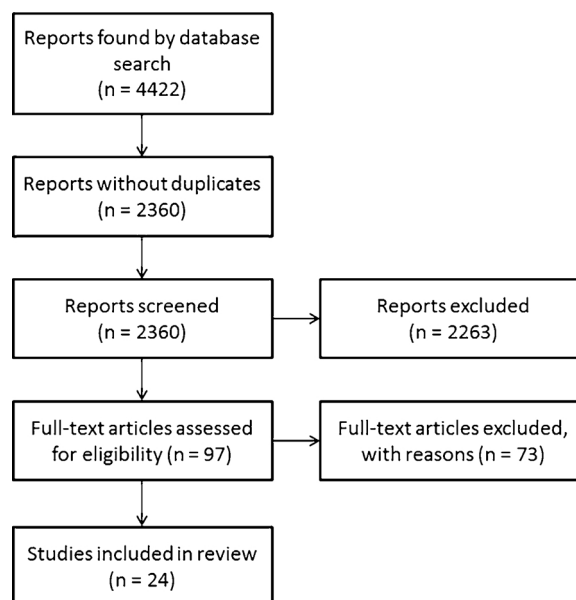 Reports found by database
search
(n = 4422)
Reports without duplicates
(n = 2360)
Reports screened
(n = 2360)
Reports excluded
(n = 2263)
Full-text articles assessed
for eligibility (n = 97)
Full-text articles excluded,
with reasons (n = 73)
Studies included in review
(n = 24)